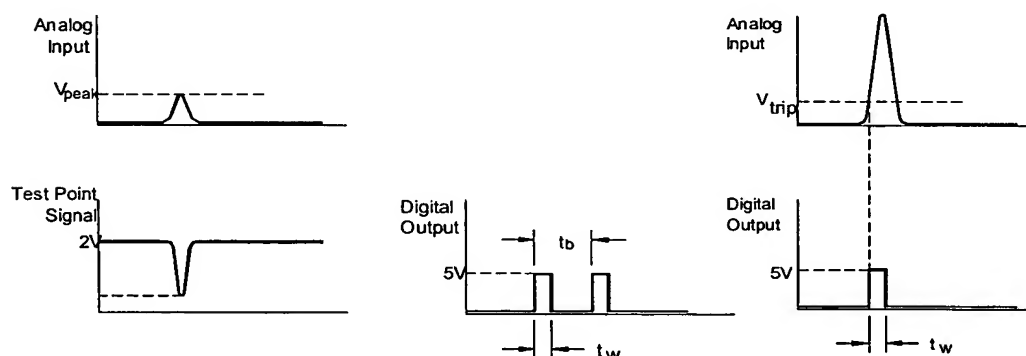 Analog
Input
Vpeak
Test Point
Signal
2V
Digital
Output
5V
tb
tw
Analog
Input
Vtrip
Digital
Output
5V
tw